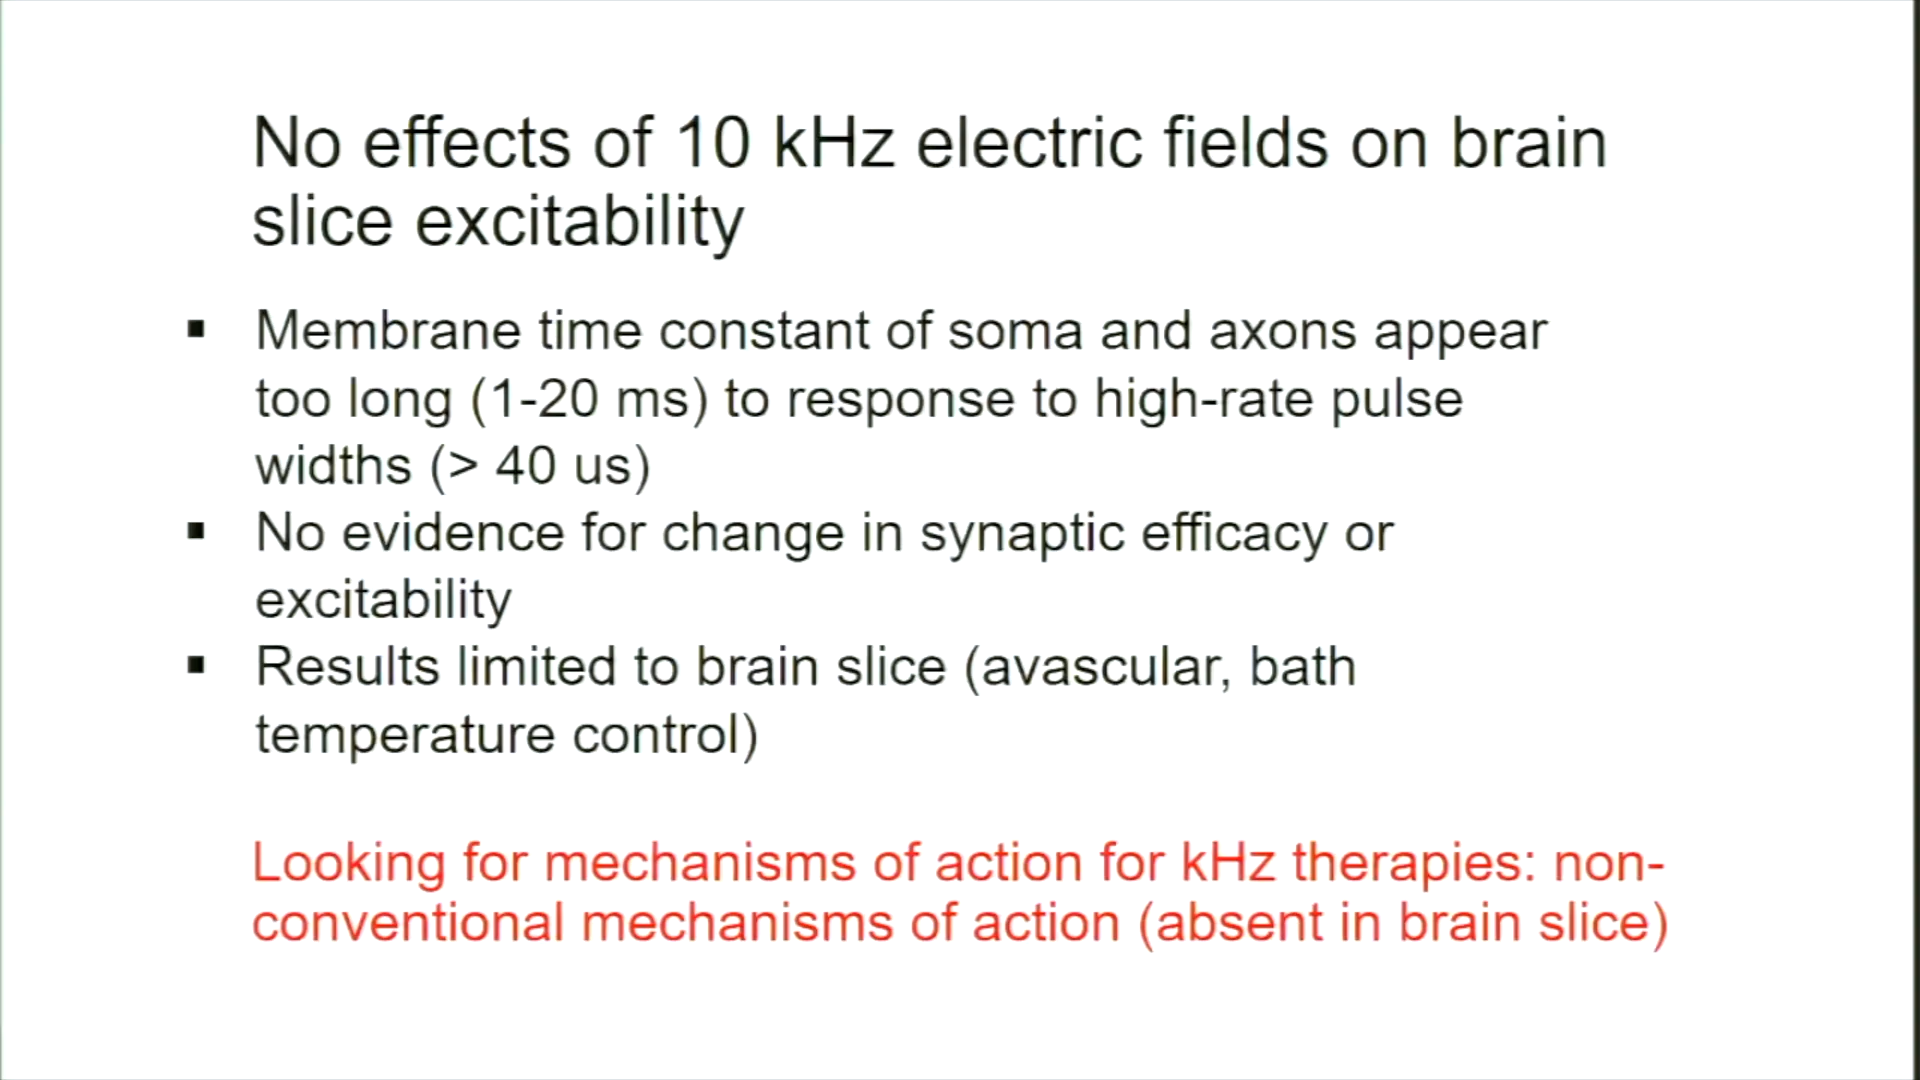 No effects of 10 kHz electric fields on brain
slice excitability
▪ Membrane time constant of soma and axons appear
too long (1-20 ms) to response to high-rate pulse
widths (> 40 us)
▪ No evidence for change in synaptic efficacy or
excitability
▪ Results limited to brain slice (avascular, bath
temperature control)
Looking for mechanisms of action for kHz therapies: non-
conventional mechanisms of action (absent in brain slice)